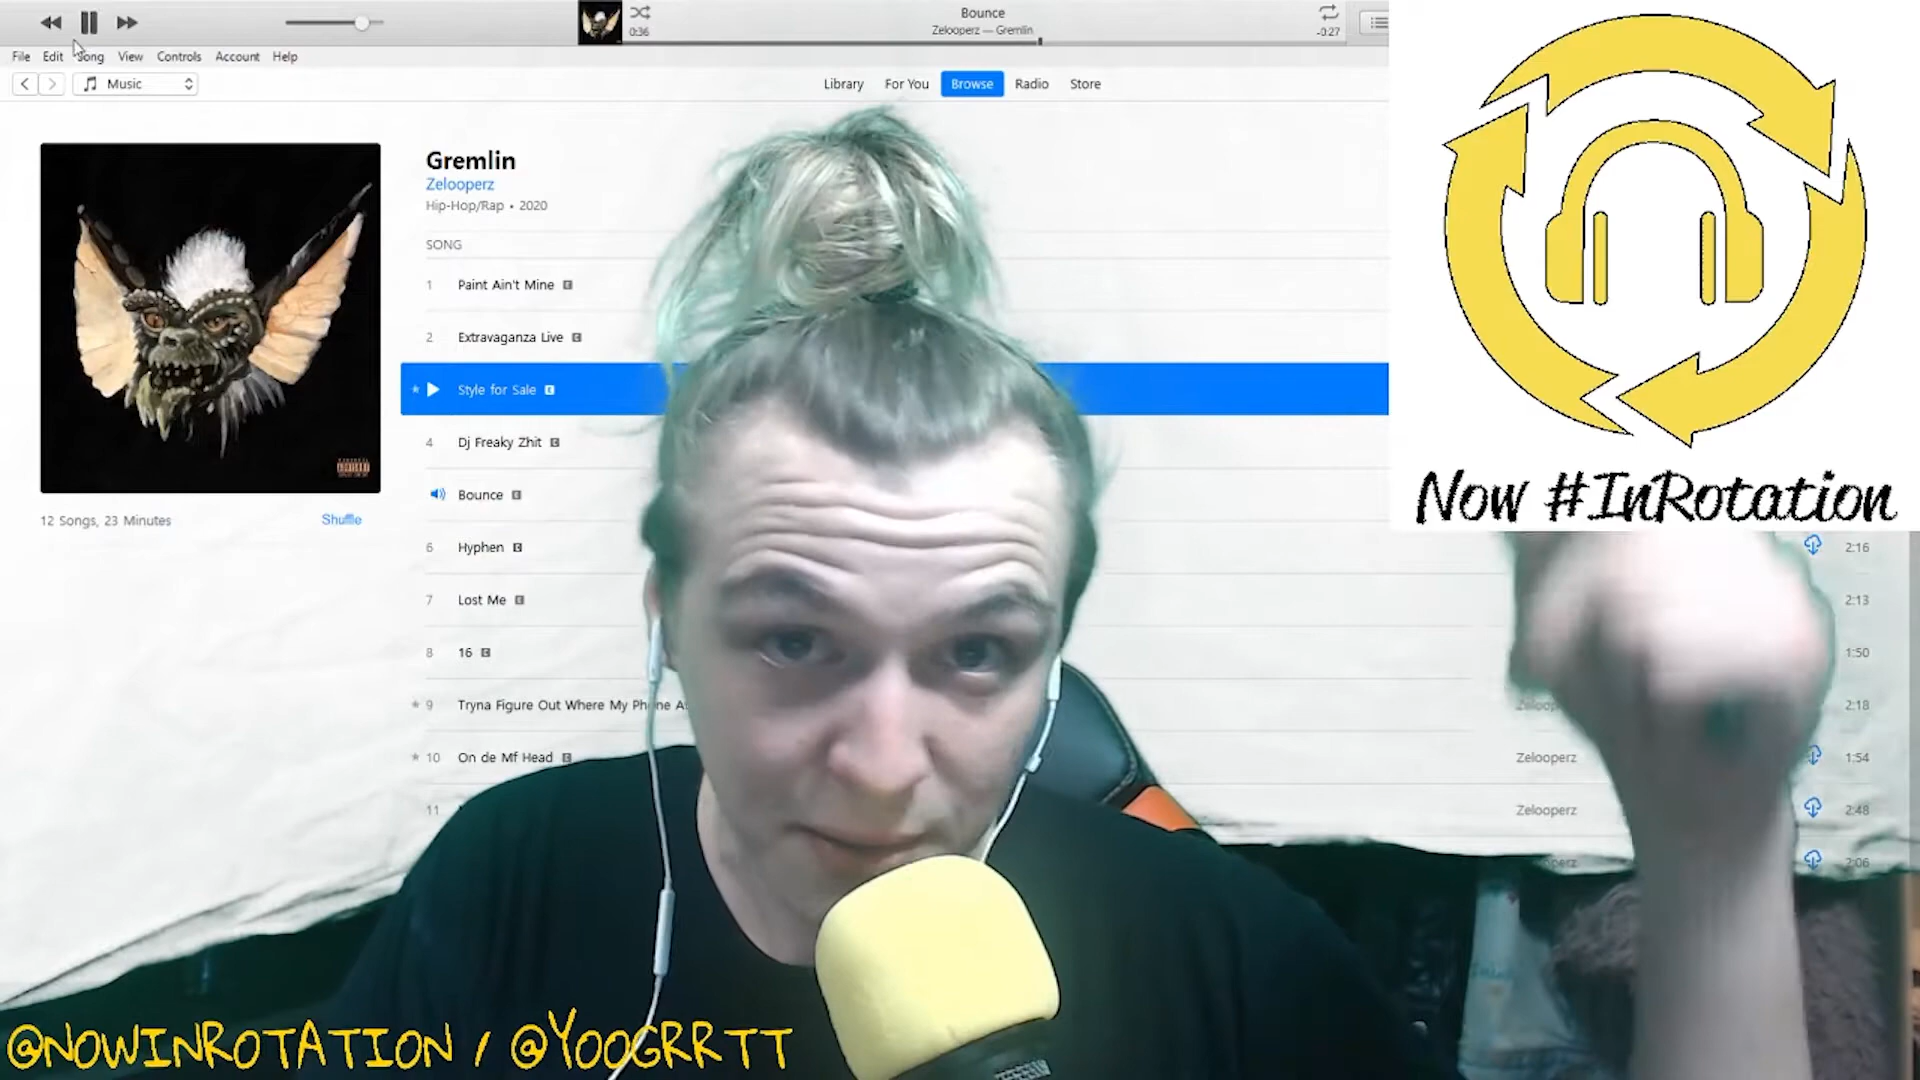 Bounce
Zelooperz — Gremlin
0:36
-0:27
File Edit Song View Controls Account Help
Music
Library For You Browse Radio Store
Gremlin
Zelooperz
Hip-Hop/Rap • 2020
SONG
1 Paint Ain't Mine E
2 Extravaganza Live E
Style for Sale E
4 Dj Freaky Zhit E
Bounce E
6 Hyphen E 2:16
7 Lost Me E 2:13
8 16 E 1:50
9 Tryna Figure Out Where My Phone 2:18
10 On de Mf Head E Zelooperz 1:54
11 Zelooperz 2:48
2:06
12 Songs, 23 Minutes Shuffle
Now #InRotation
@NOWINROTATION / @YOOGRRTT